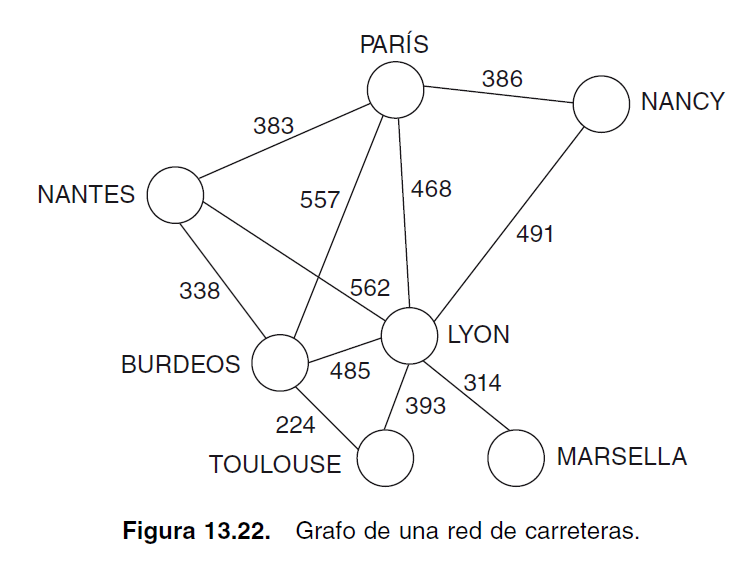 PARÍS
386
NANCY
383
NANTES
557
468
491
338
562
LYON
BURDEOS
485
314
393
224
TOULOUSE
MARSELLA
Figura 13.22. Grafo de una red de carreteras.